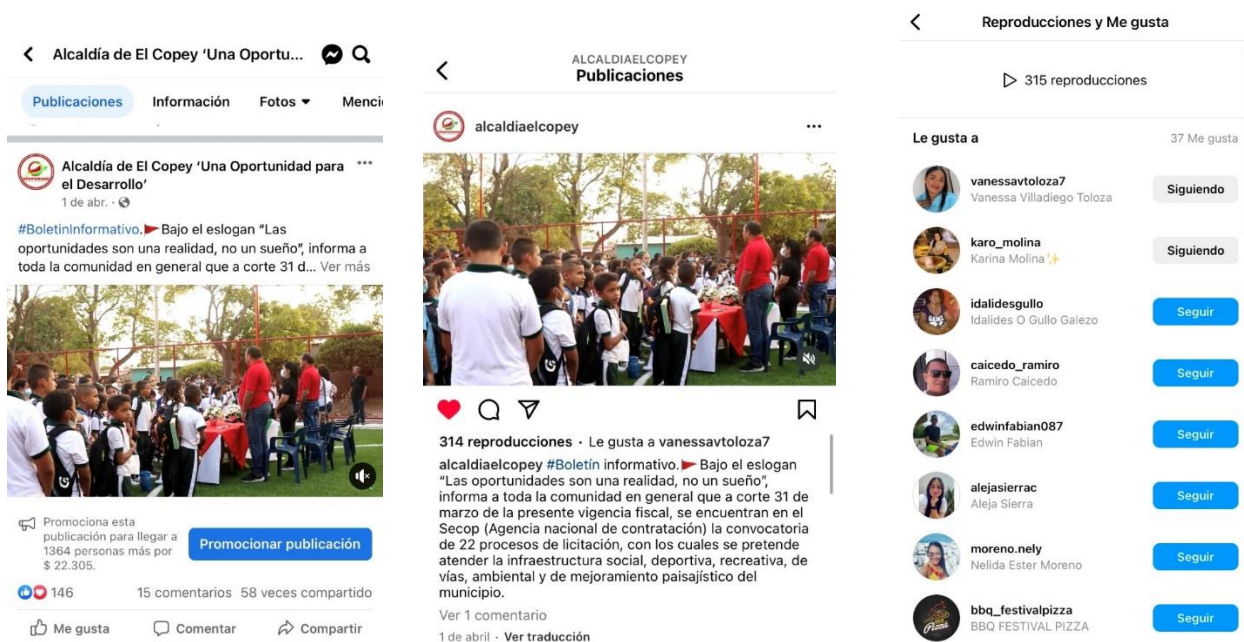 Alcaldía de El Copey ‘Una Oportu...
Publicaciones Información Fotos Menci
Alcaldía de El Copey ‘Una Oportunidad para
el Desarrollo’
1 de abr. ·
#BoletinInformativo. Bajo el eslogan “Las
oportunidades son una realidad, no un sueño”, informa a
toda la comunidad en general que a corte 31 d... Ver más
Promociona esta
publicación para llegar a
1364 personas más por
$ 22.305.
Promocionar publicación
146 15 comentarios 58 veces compartido
Me gusta Comentar Compartir
ALCALDIAELCOPEY
Publicaciones
alcaldiaelcopey
314 reproducciones · Le gusta a vanessavtoloza7
alcaldiaelcopey #Boletín informativo. Bajo el eslogan
“Las oportunidades son una realidad, no un sueño”,
informa a toda la comunidad en general que a corte 31 de
marzo de la presente vigencia fiscal, se encuentran en el
Secop (Agencia nacional de contratación) la convocatoria
de 22 procesos de licitación, con los cuales se pretende
atender la infraestructura social, deportiva, recreativa, de
vías, ambiental y de mejoramiento paisajístico del
municipio.
Ver 1 comentario
1 de abril · Ver traducción
Reproducciones y Me gusta
315 reproducciones
Le gusta a 37 Me gusta
vanessavtoloza7
Vanessa Villadiego Toloza
Siguiendo
karo_molina
Karina Molina
Siguiendo
idalidesgullo
Idalides O Gullo Galezo
Seguir
caicedo_ramiro
Ramiro Caicedo
Seguir
edwinfabian087
Edwin Fabian
Seguir
alejasierrac
Aleja Sierra
Seguir
moreno.nely
Nelida Ester Moreno
Seguir
bbq_festivalpizza
BBQ FESTIVAL PIZZA
Seguir